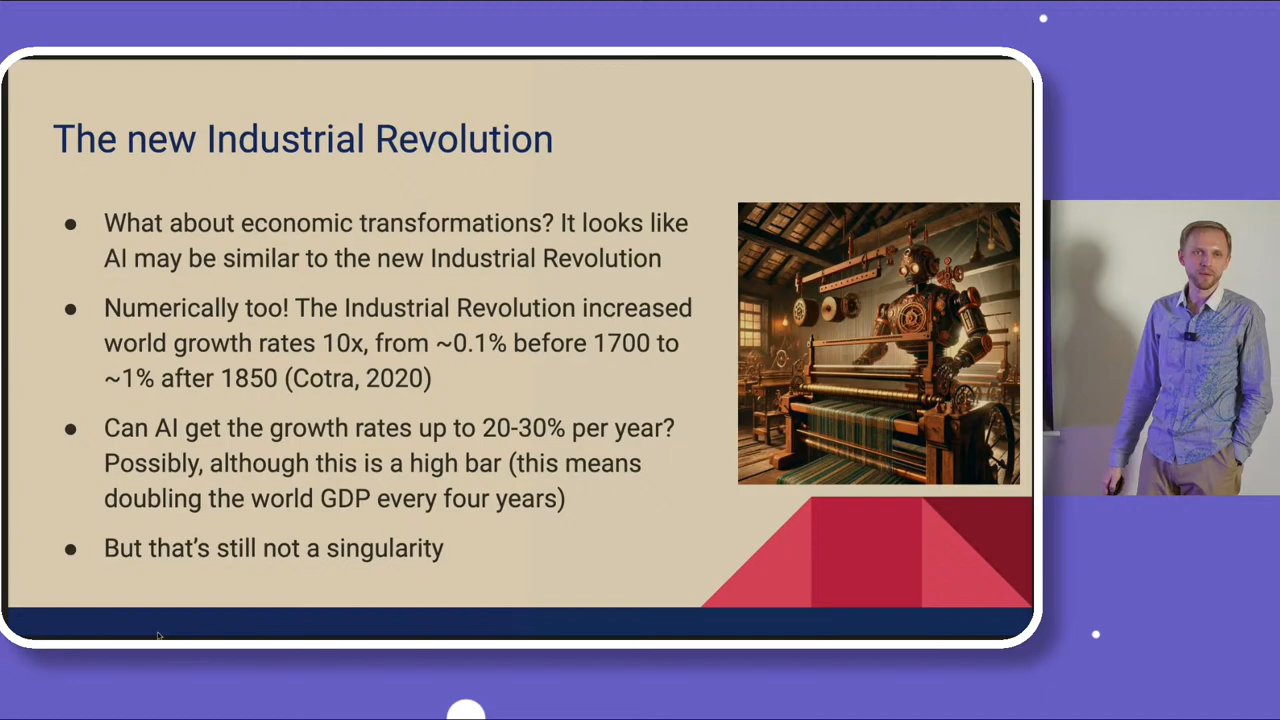 The new Industrial Revolution
● What about economic transformations? It looks like
AI may be similar to the new Industrial Revolution
● Numerically too! The Industrial Revolution increased
world growth rates 10x, from ~0.1% before 1700 to
~1% after 1850 (Cotra, 2020)
● Can AI get the growth rates up to 20-30% per year?
Possibly, although this is a high bar (this means
doubling the world GDP every four years)
● But that’s still not a singularity